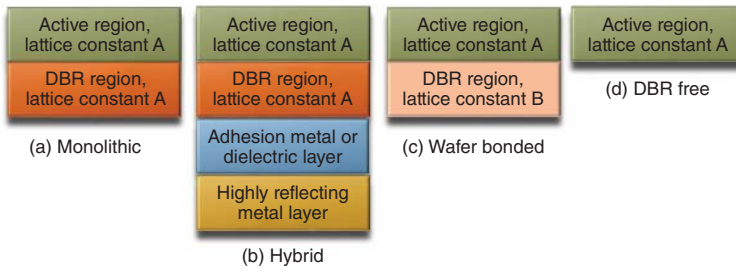 Active region,
lattice constant A
DBR region,
lattice constant A
(a) Monolithic
Active region,
lattice constant A
DBR region,
lattice constant A
Adhesion metal or
dielectric layer
Highly reflecting
metal layer
(b) Hybrid
Active region,
lattice constant A
DBR region,
lattice constant B
(c) Wafer bonded
Active region,
lattice constant A
(d) DBR free